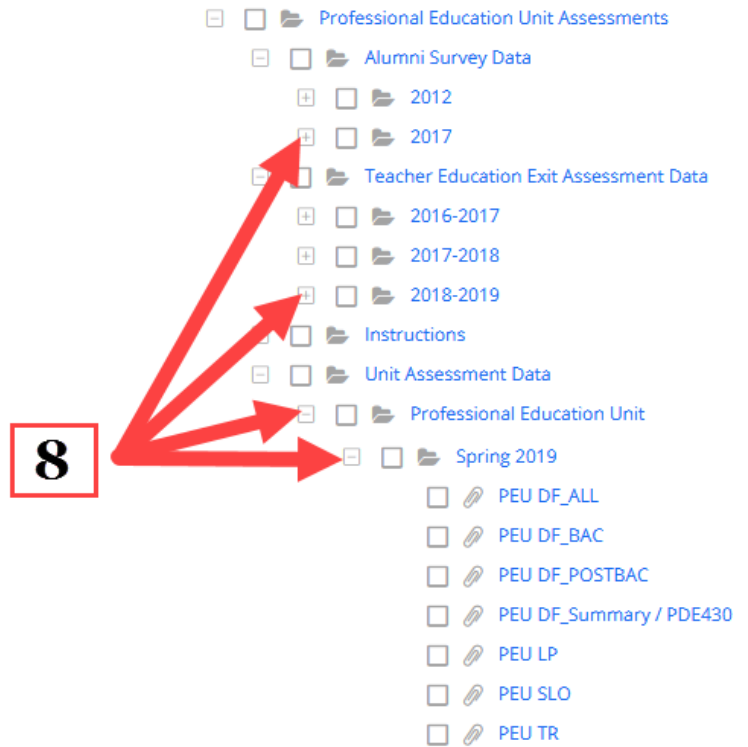 Professional Education Unit Assessments
Alumni Survey Data
2012
2017
Teacher Education Exit Assessment Data
2016-2017
2017-2018
2018-2019
Instructions
Unit Assessment Data
Professional Education Unit
8
Spring 2019
PEU DF_ALL
PEU DF_BAC
PEU DF_POSTBAC
PEU DF_Summary / PDE430
PEU LP
PEU SLO
PEU TR